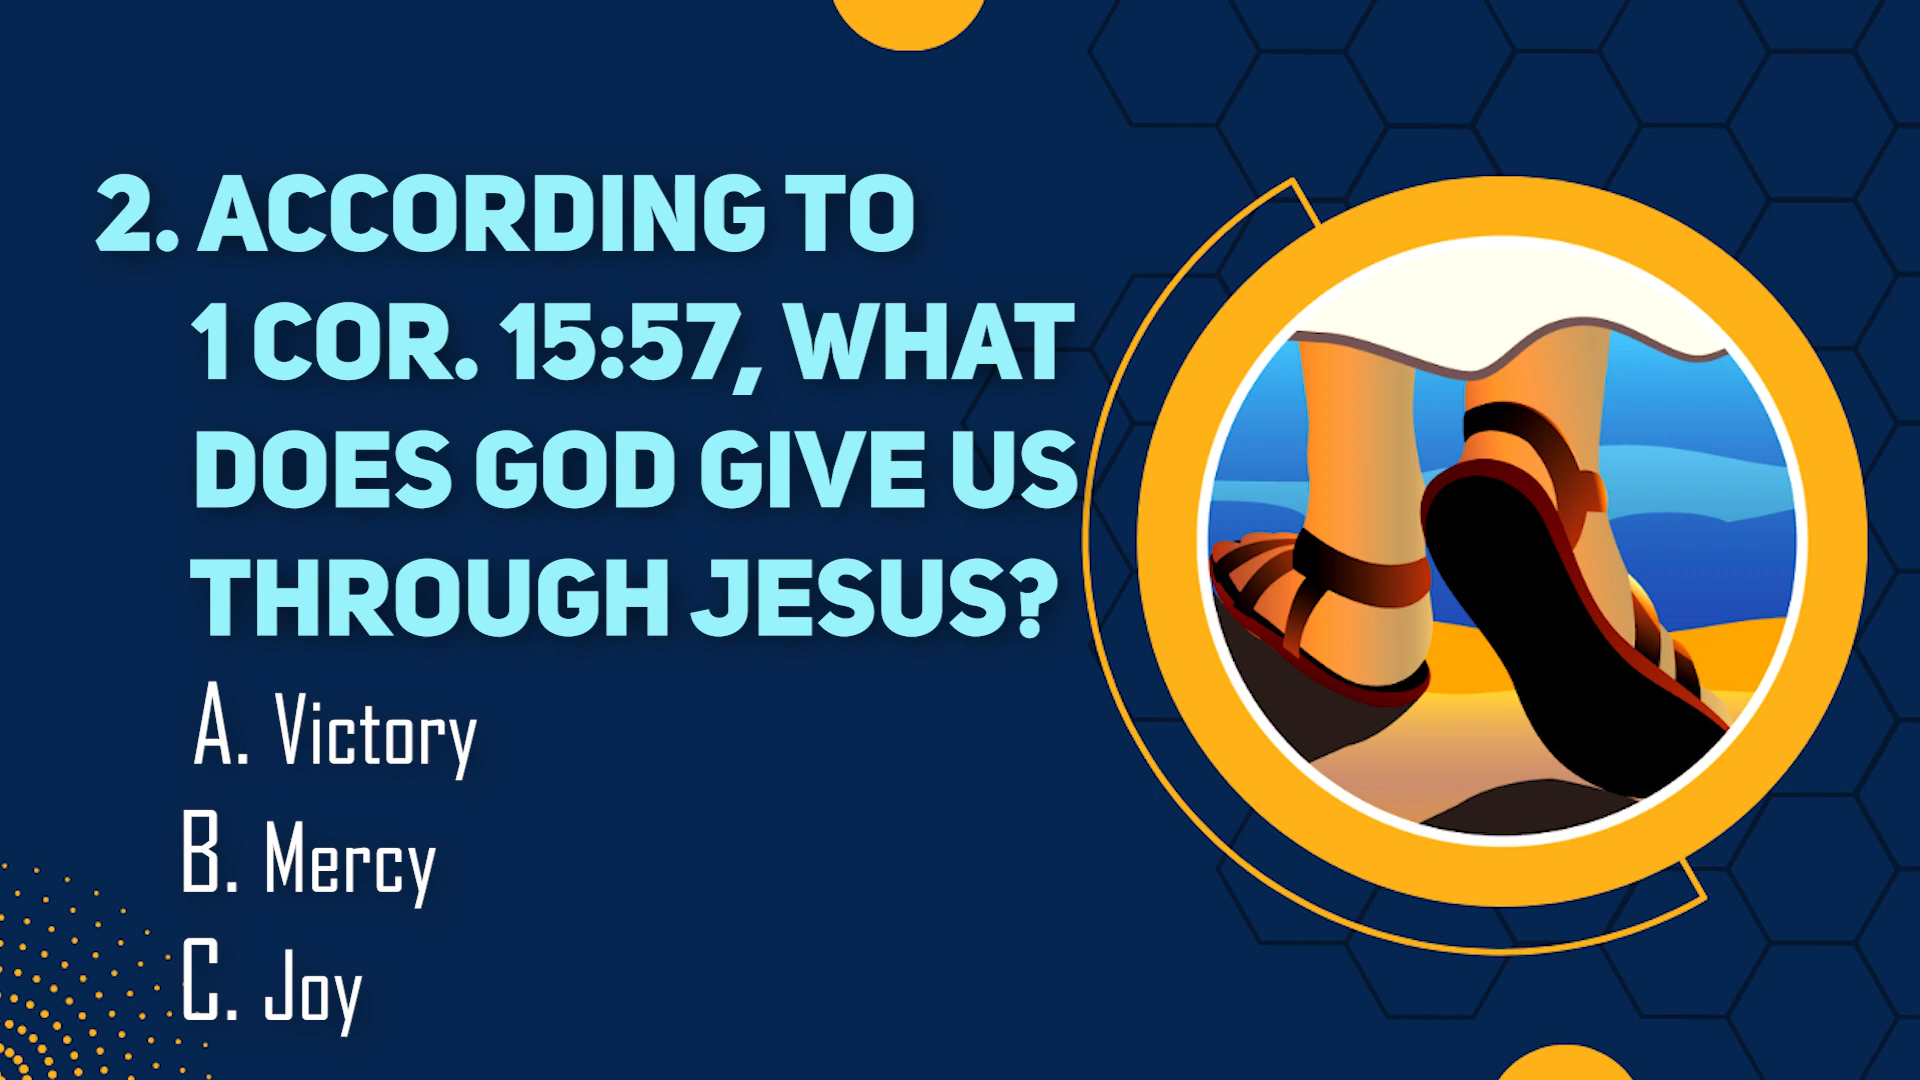 2. ACCORDING TO
1 COR. 15:57, WHAT
DOES GOD GIVE US
THROUGH JESUS?
A. Victory
B. Mercy
C. Joy